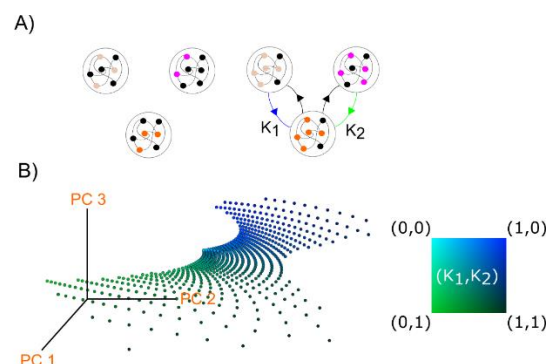 A)
K1 K2
B)
PC 3
PC 2
PC 1
(0,0) (1,0)
(K1,K2)
(0,1) (1,1)